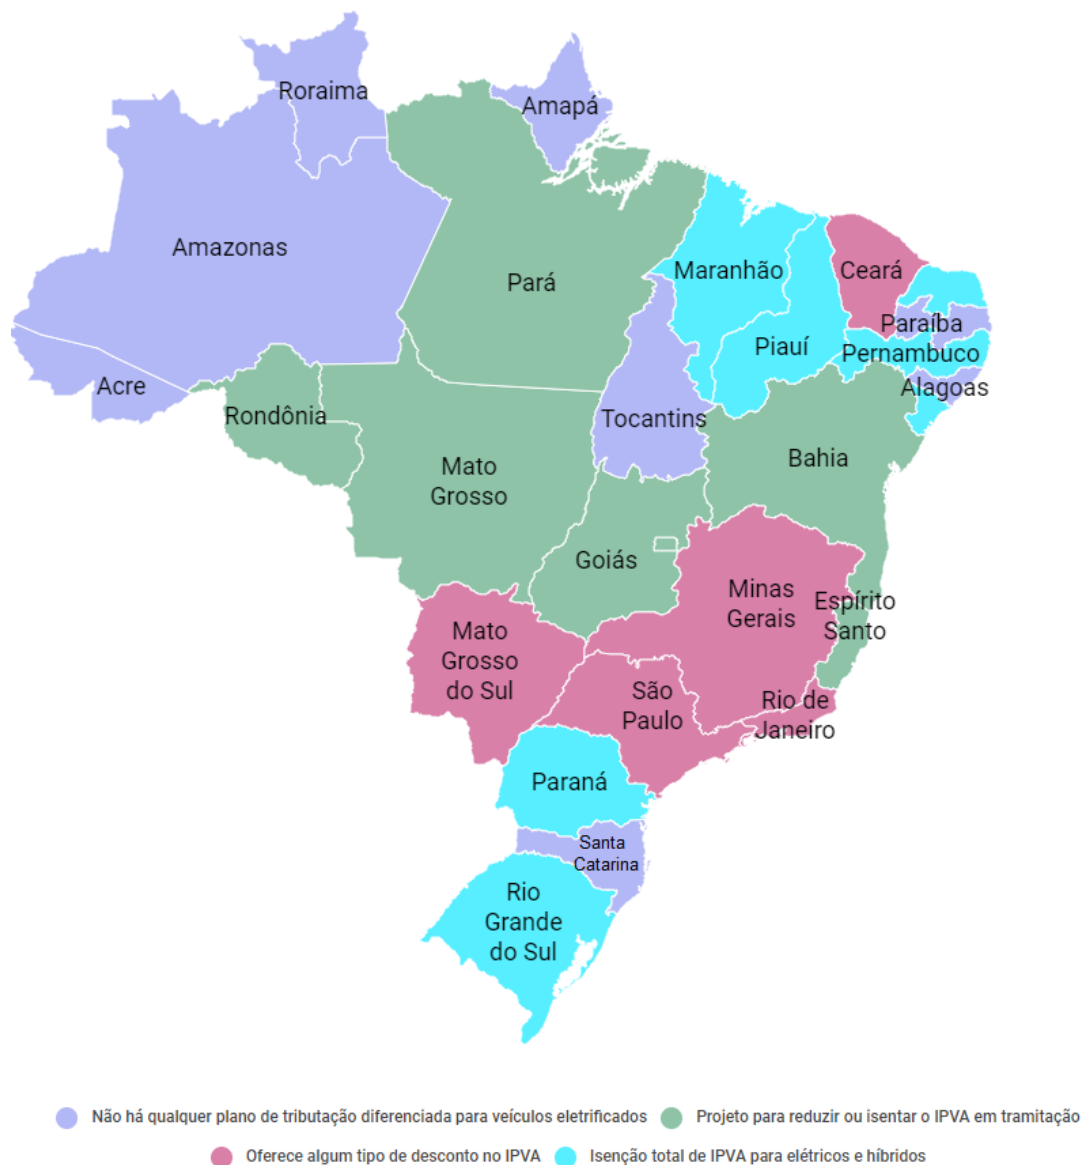 Roraima
Amapá
Amazonas
Pará
Maranhão
Ceará
Paraíba
Piauí
Pernambuco
Acre
Alagoas
Rondônia
Tocantins
Bahia
Mato
Grosso
Goiás
Minas
Gerais
Espírito
Santo
Mato
Grosso
do Sul
São
Paulo
Rio de
Janeiro
Paraná
Santa
Catarina
Rio
Grande
do Sul
Não há qualquer plano de tributação diferenciada para veículos eletrificados
Projeto para reduzir ou isentar o IPVA em tramitação
Oferece algum tipo de desconto no IPVA
Isenção total de IPVA para elétricos e híbridos